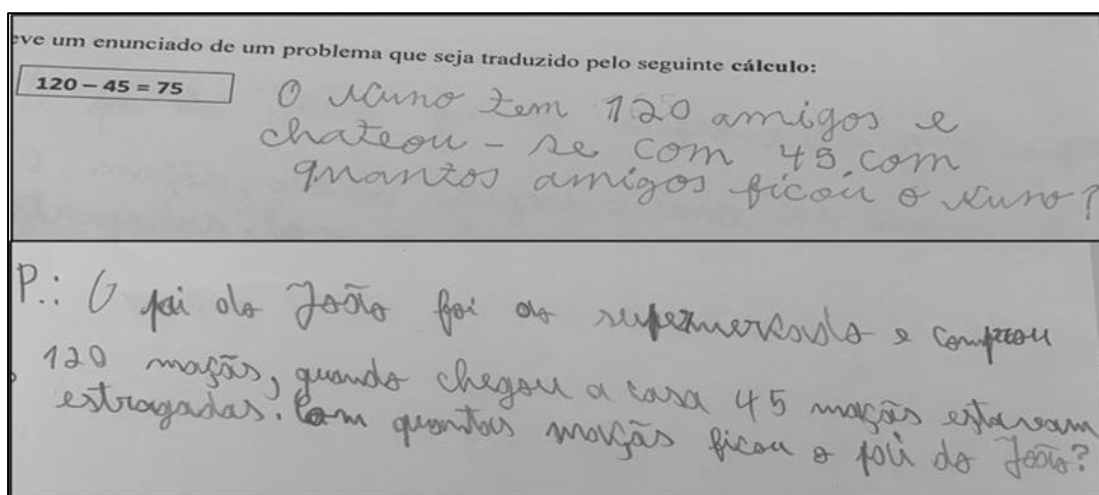 eve um enunciado de um problema que seja traduzido pelo seguinte cálculo:
120 – 45 = 75
O Nuno tem 120 amigos e
chateou-se com 45. com
quantos amigos ficou o Nuno?
P.: O pai do João foi ao supermerkado e comprou
120 maçãs, quando chegou a casa 45 maçãs estavam
estragadas. Com quantas maçãs ficou o pai do João?